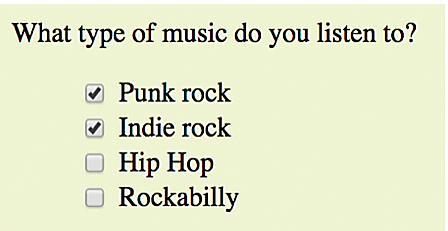 What type of music do you listen to?
Punk rock
Indie rock
Hip Hop
Rockabilly